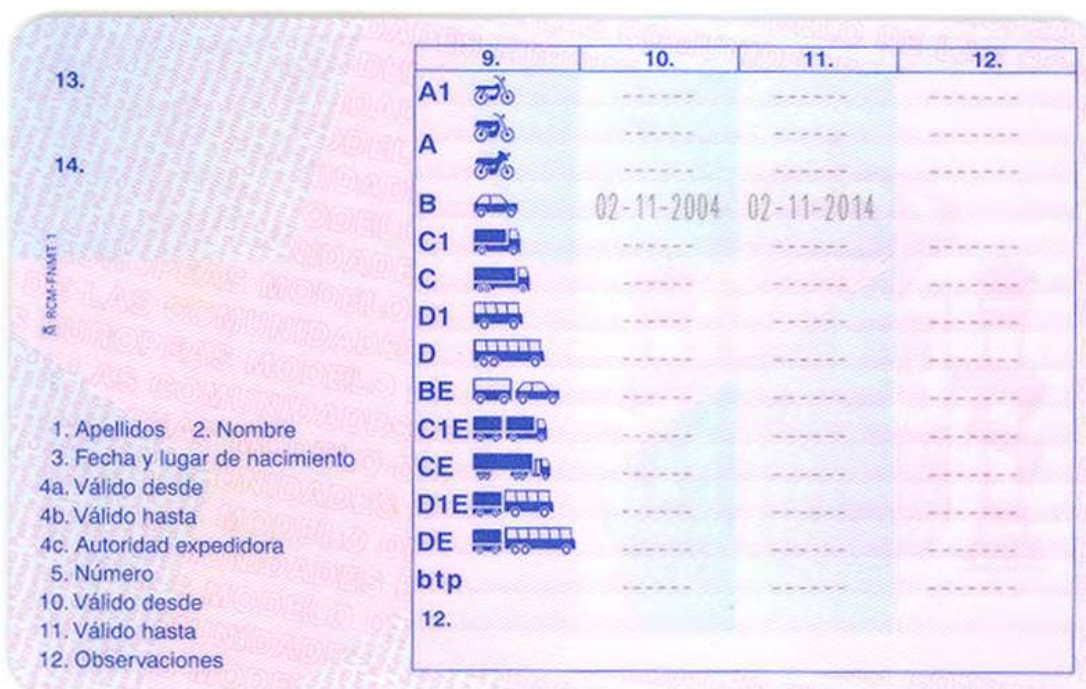 13.
14.
RCM-FNMT 1
1. Apellidos 2. Nombre
3. Fecha y lugar de nacimiento
4a. Válido desde
4b. Válido hasta
4c. Autoridad expedidora
5. Número
10. Válido desde
11. Válido hasta
12. Observaciones
9. 10. 11. 12.
A1 ------ ------ -------
A ------ ------ -------
------ ------ -------
B 02-11-2004 02-11-2014
C1 ------ ------ -------
C ------ ------ -------
D1 ------ ------ -------
D ------ ------ -------
BE ------ ------ -------
C1E ------ ------ -------
CE ------ ------ -------
D1E ------ ------ -------
DE ------ ------ -------
btp ------ ------ -------
12.